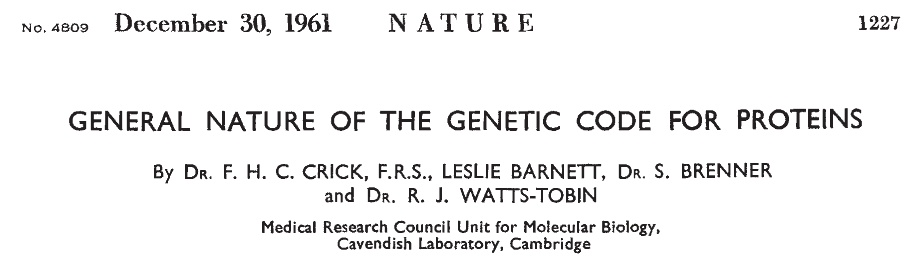 No. 4809 December 30, 1961 NATURE 1227
GENERAL NATURE OF THE GENETIC CODE FOR PROTEINS
By DR. F. H. C. CRICK, F.R.S., LESLIE BARNETT, DR. S. BRENNER
and DR. R. J. WATTS-TOBIN
Medical Research Council Unit for Molecular Biology,
Cavendish Laboratory, Cambridge